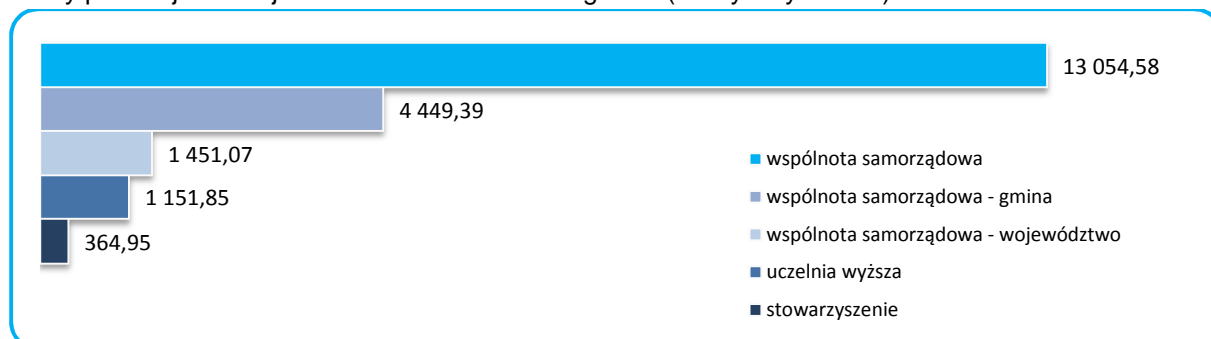 13 054,58
4 449,39
1 451,07
1 151,85
364,95
wspólnota samorządowa
wspólnota samorządowa - gmina
wspólnota samorządowa - województwo
uczelnia wyższa
stowarzyszenie